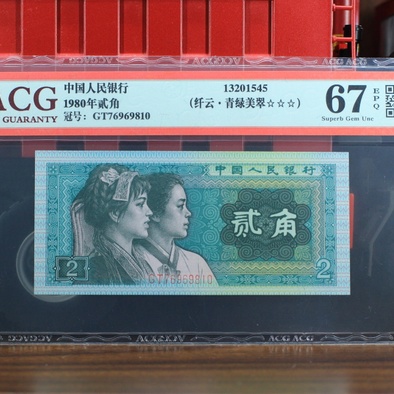 ACG
GUARANTY
中国人民银行
1980年贰角
冠号：GT76969810
13201545
（纤云·青绿美翠☆☆☆）
67 EPQ
Superb Gem Unc
中国人民银行
贰角
GT76969810
2
2
ACG ACG